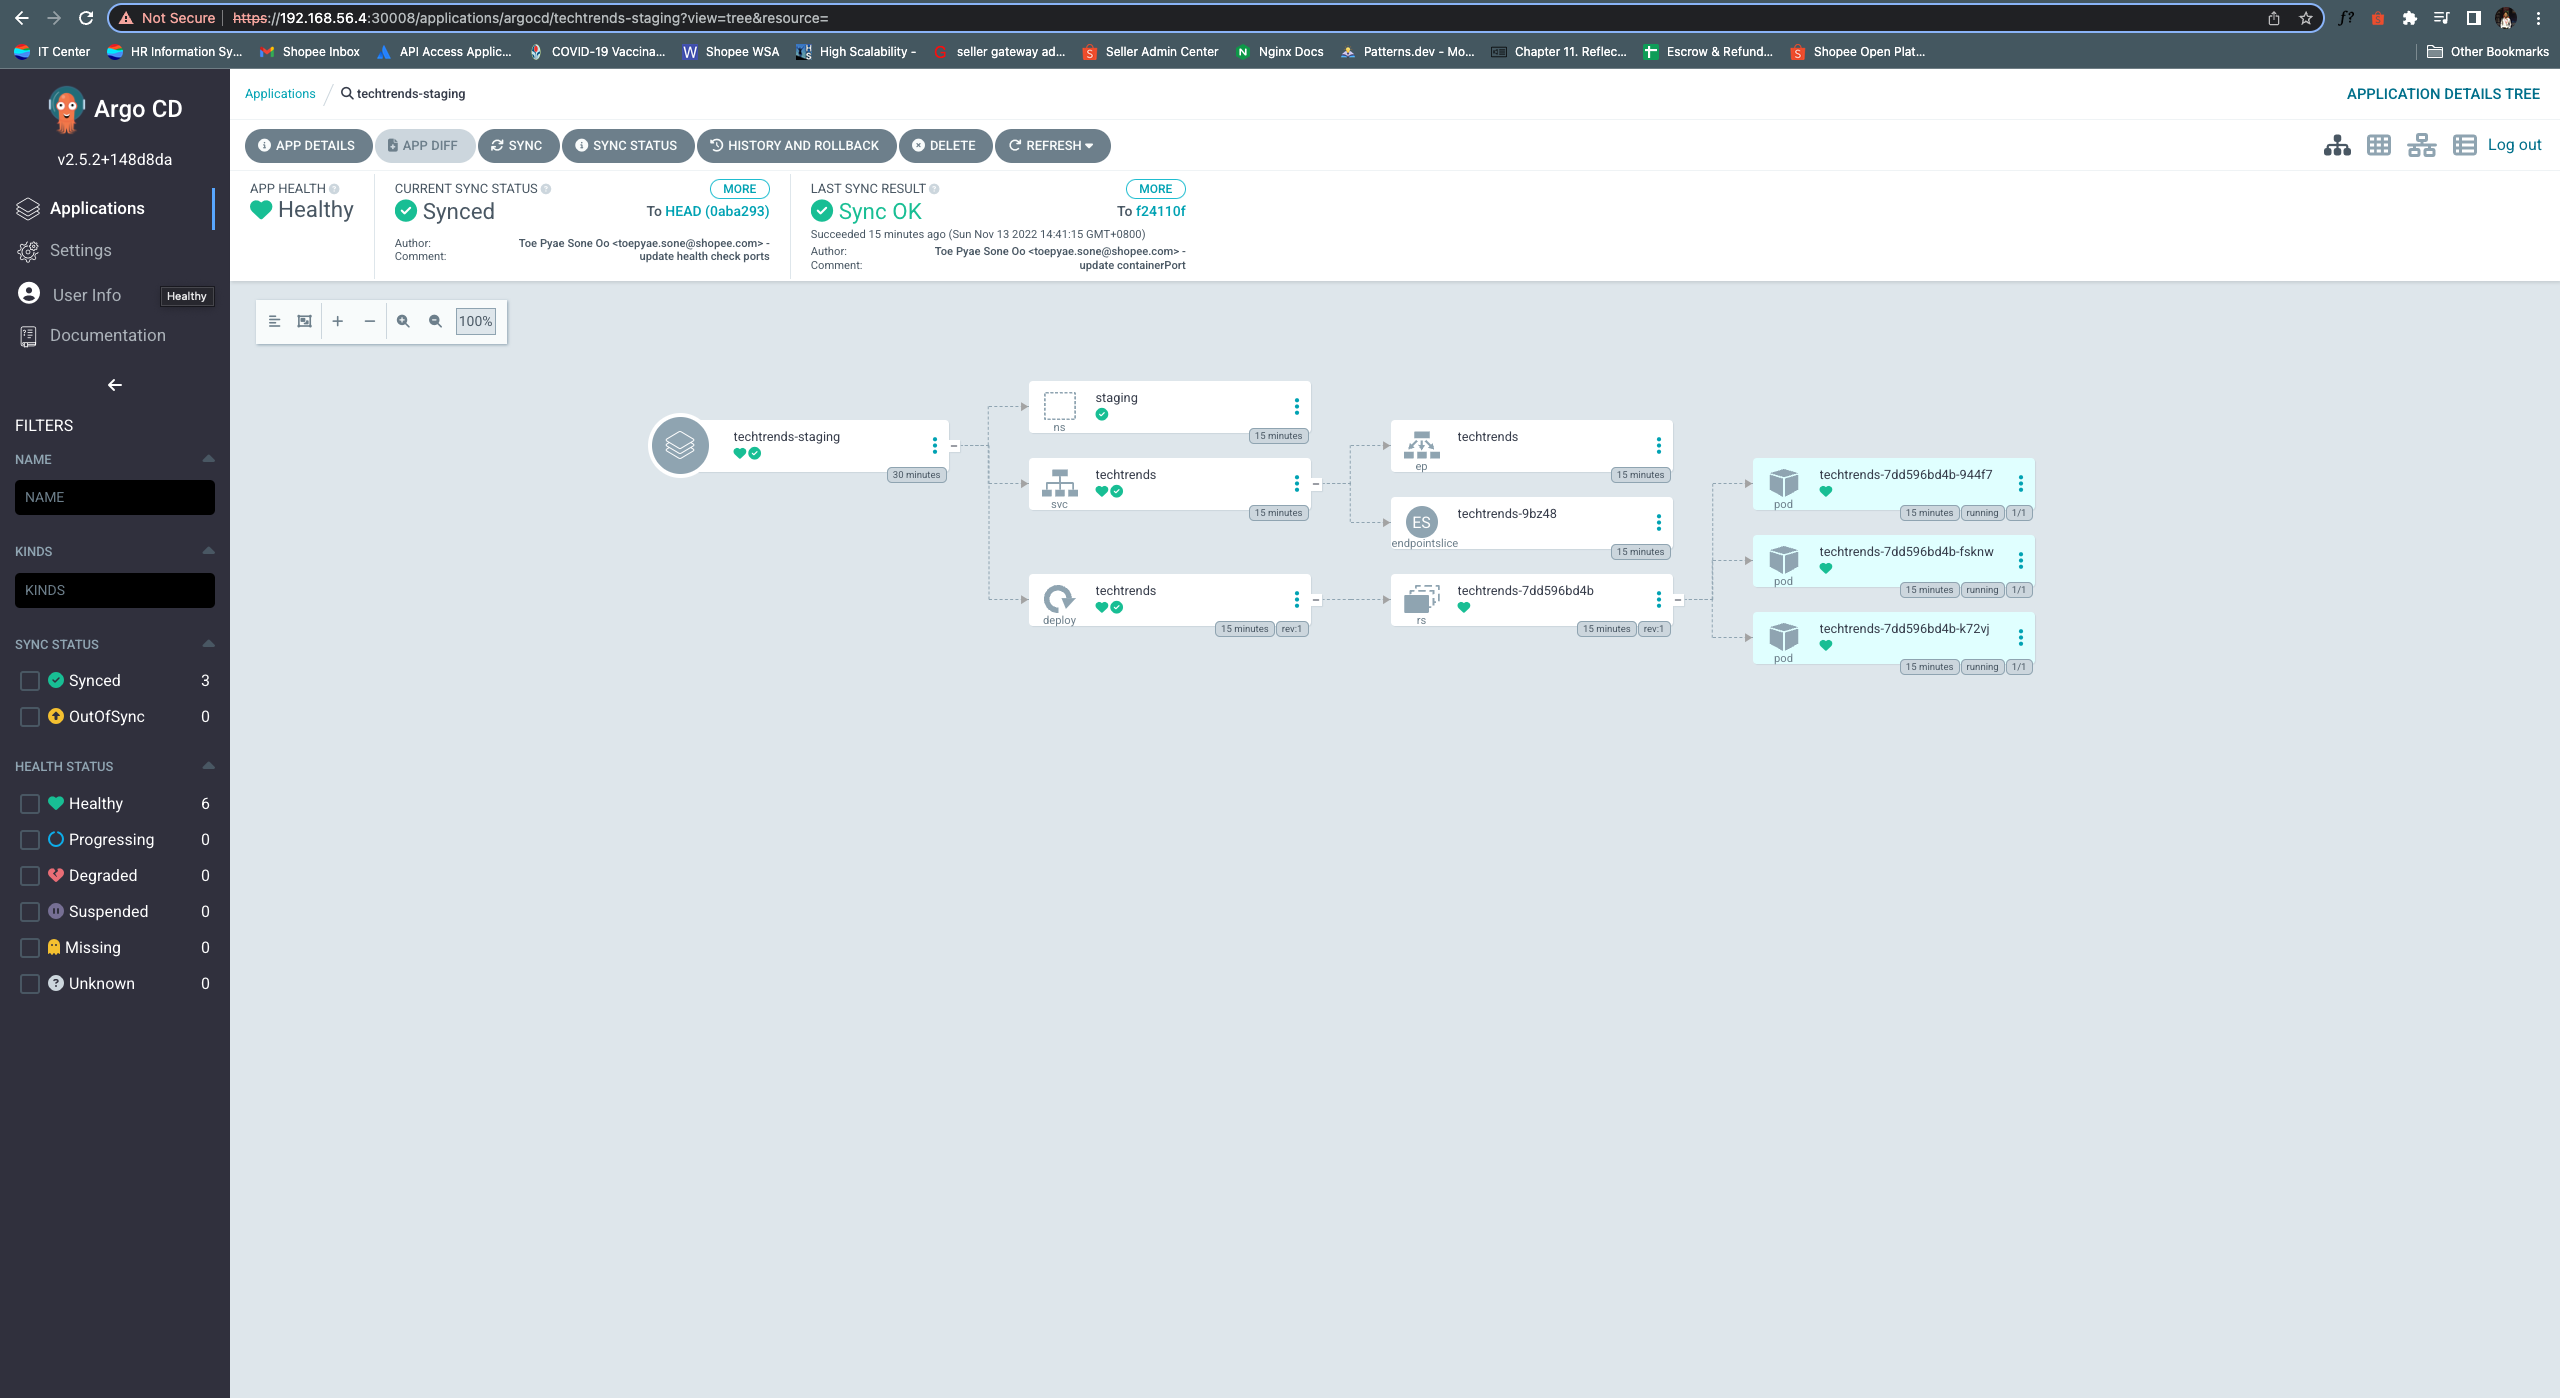 Not Secure https://192.168.56.4:30008/applications/argocd/techtrends-staging?view=tree&resource=
IT Center HR Information Sy... Shopee Inbox API Access Applic... COVID-19 Vaccina... Shopee WSA High Scalability - seller gateway ad... Seller Admin Center Nginx Docs Patterns.dev - Mo... Chapter 11. Reflec... Escrow & Refund... Shopee Open Plat... Other Bookmarks
Argo CD
v2.5.2+148d8da
Applications
Settings
User Info
Healthy
Documentation
FILTERS
NAME
NAME
KINDS
KINDS
SYNC STATUS
Synced 3
OutOfSync 0
HEALTH STATUS
Healthy 6
Progressing 0
Degraded 0
Suspended 0
Missing 0
Unknown 0
Applications / techtrends-staging
APPLICATION DETAILS TREE
APP DETAILS APP DIFF SYNC SYNC STATUS HISTORY AND ROLLBACK DELETE REFRESH
Log out
APP HEALTH
Healthy
CURRENT SYNC STATUS MORE
Synced To HEAD (0aba293)
Author: Toe Pyae Sone Oo <toepyae.sone@shopee.com> -
Comment: update health check ports
LAST SYNC RESULT MORE
Sync OK To f24110f
Succeeded 15 minutes ago (Sun Nov 13 2022 14:41:15 GMT+0800)
Author: Toe Pyae Sone Oo <toepyae.sone@shopee.com> -
Comment: update containerPort
100%
techtrends-staging
30 minutes
staging
ns
15 minutes
techtrends
svc
15 minutes
techtrends
deploy
15 minutes rev:1
techtrends
ep
15 minutes
ES
techtrends-9bz48
endpointslice
15 minutes
techtrends-7dd596bd4b
rs
15 minutes rev:1
techtrends-7dd596bd4b-944f7
pod
15 minutes running 1/1
techtrends-7dd596bd4b-fsknw
pod
15 minutes running 1/1
techtrends-7dd596bd4b-k72vj
pod
15 minutes running 1/1